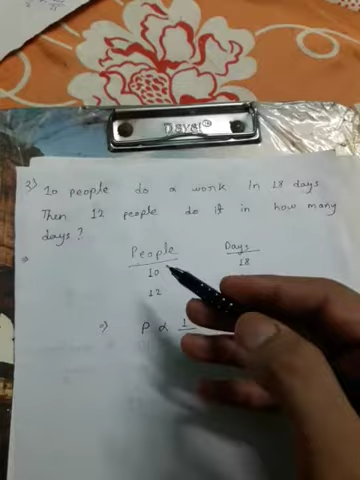 Deyal®
3) 10 people do a work In 18 days
Then 12 people do it in how many
days?
People Days
10 18
12
⇒ P ∝ 1